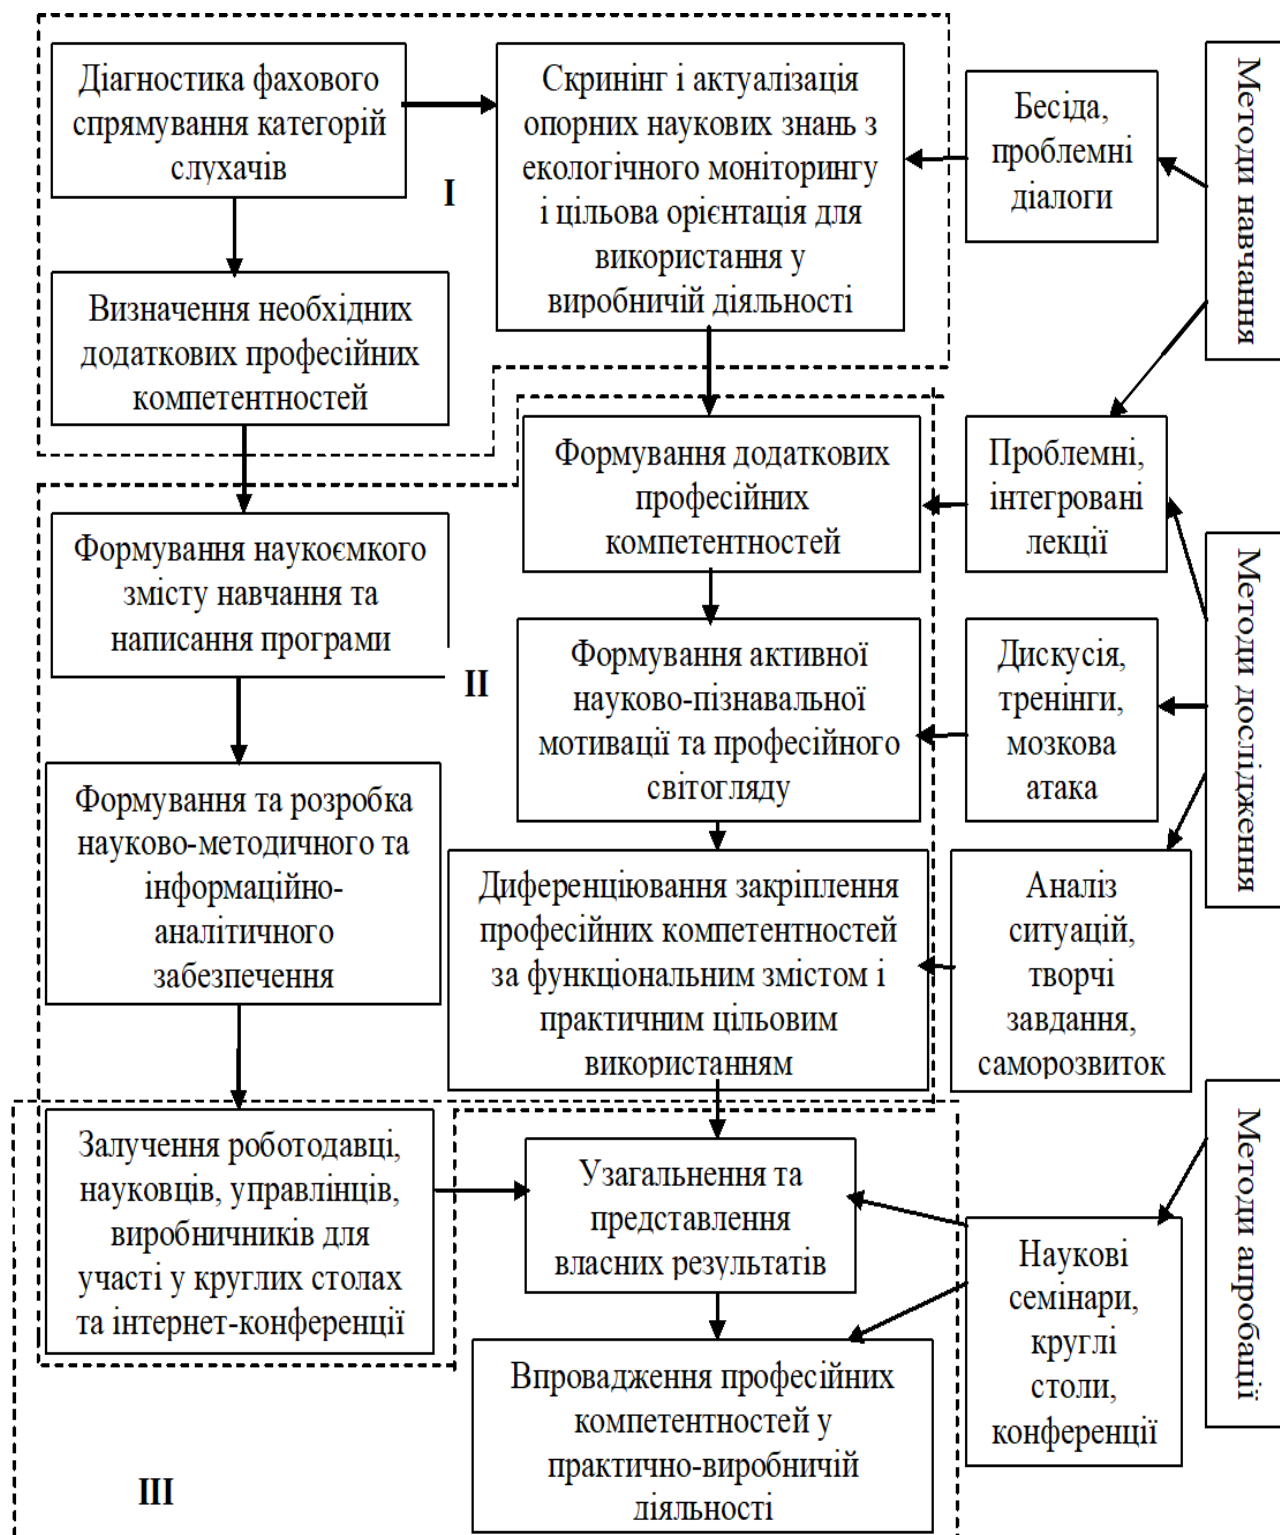 Діагностика фахового
спрямування категорій
слухачів
I
Скринінг і актуалізація
опорних наукових знань з
екологічного моніторингу
і цільова орієнтація для
використання у
виробничій діяльності
Бесіда,
проблемні
діалоги
Методи навчання
Визначення необхідних
додаткових професійних
компетентностей
Формування додаткових
професійних
компетентностей
Проблемні,
інтегровані
лекції
Формування наукоємкого
змісту навчання та
написання програми
II
Формування активної
науково-пізнавальної
мотивації та професійного
світогляду
Дискусія,
тренінги,
мозкова
атака
Методи дослідження
Формування та розробка
науково-методичного та
інформаційно-
аналітичного
забезпечення
Диференціювання закріплення
професійних компетентностей
за функціональним змістом і
практичним цільовим
використанням
Аналіз
ситуацій,
творчі
завдання,
саморозвиток
Залучення роботодавці,
науковців, управлінців,
виробничників для
участі у круглих столах
та інтернет-конференції
Узагальнення та
представлення
власних результатів
Наукові
семінари,
круглі
столи,
конференції
Методи апробації
Впровадження професійних
компетентностей у
практично-виробничій
діяльності
III